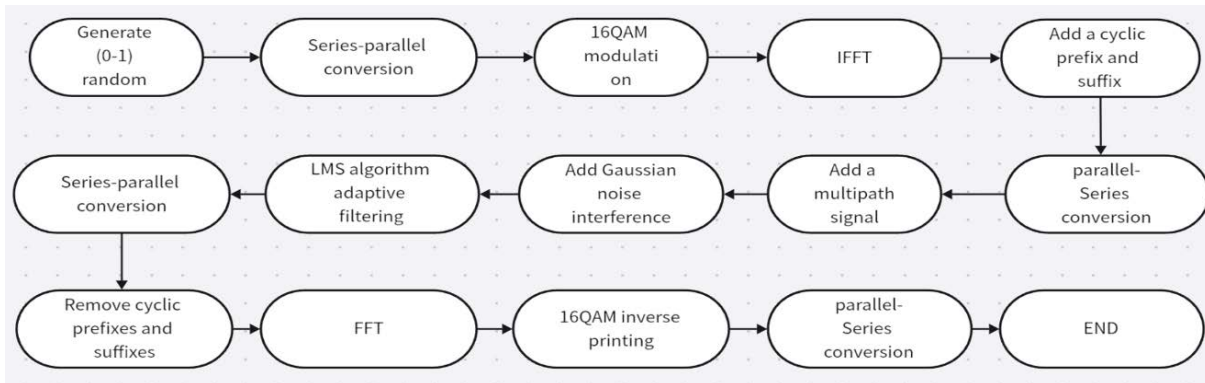 Generate
(0-1)
random
Series-parallel
conversion
16QAM
modulati
on
IFFT
Add a cyclic
prefix and
suffix
Series-parallel
conversion
LMS algorithm
adaptive
filtering
Add Gaussian
noise
interference
Add a
multipath
signal
parallel-
Series
conversion
Remove cyclic
prefixes and
suffixes
FFT
16QAM inverse
printing
parallel-
Series
conversion
END